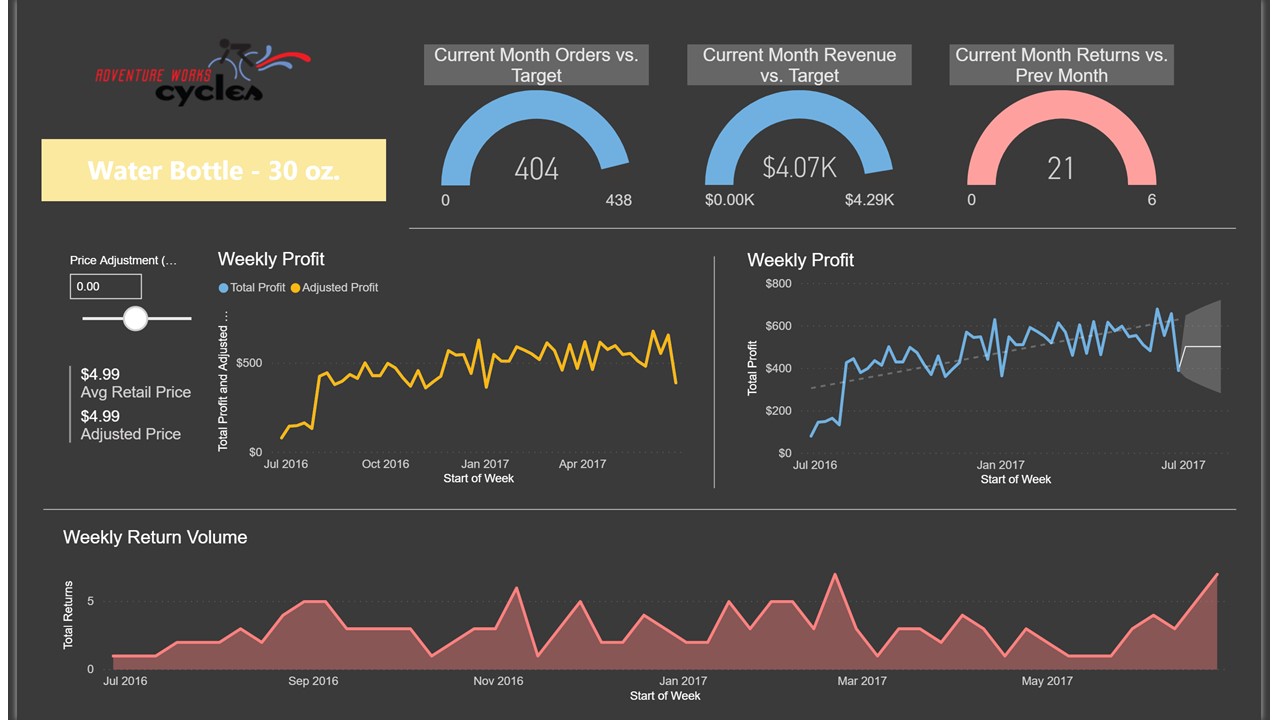 ADVENTURE WORKS
cycles
Water Bottle - 30 oz.
Current Month Orders vs.
Target
404
0
438
Current Month Revenue
vs. Target
$4.07K
$0.00K
$4.29K
Current Month Returns vs.
Prev Month
21
0
6
Price Adjustment (…
0.00
$4.99
Avg Retail Price
$4.99
Adjusted Price
Weekly Profit
Total Profit
Adjusted Profit
Total Profit and Adjusted …
$500
$0
Jul 2016
Oct 2016
Jan 2017
Apr 2017
Start of Week
Weekly Profit
Total Profit
$800
$600
$400
$200
$0
Jul 2016
Jan 2017
Jul 2017
Start of Week
Weekly Return Volume
Total Returns
5
0
Jul 2016
Sep 2016
Nov 2016
Jan 2017
Mar 2017
May 2017
Start of Week